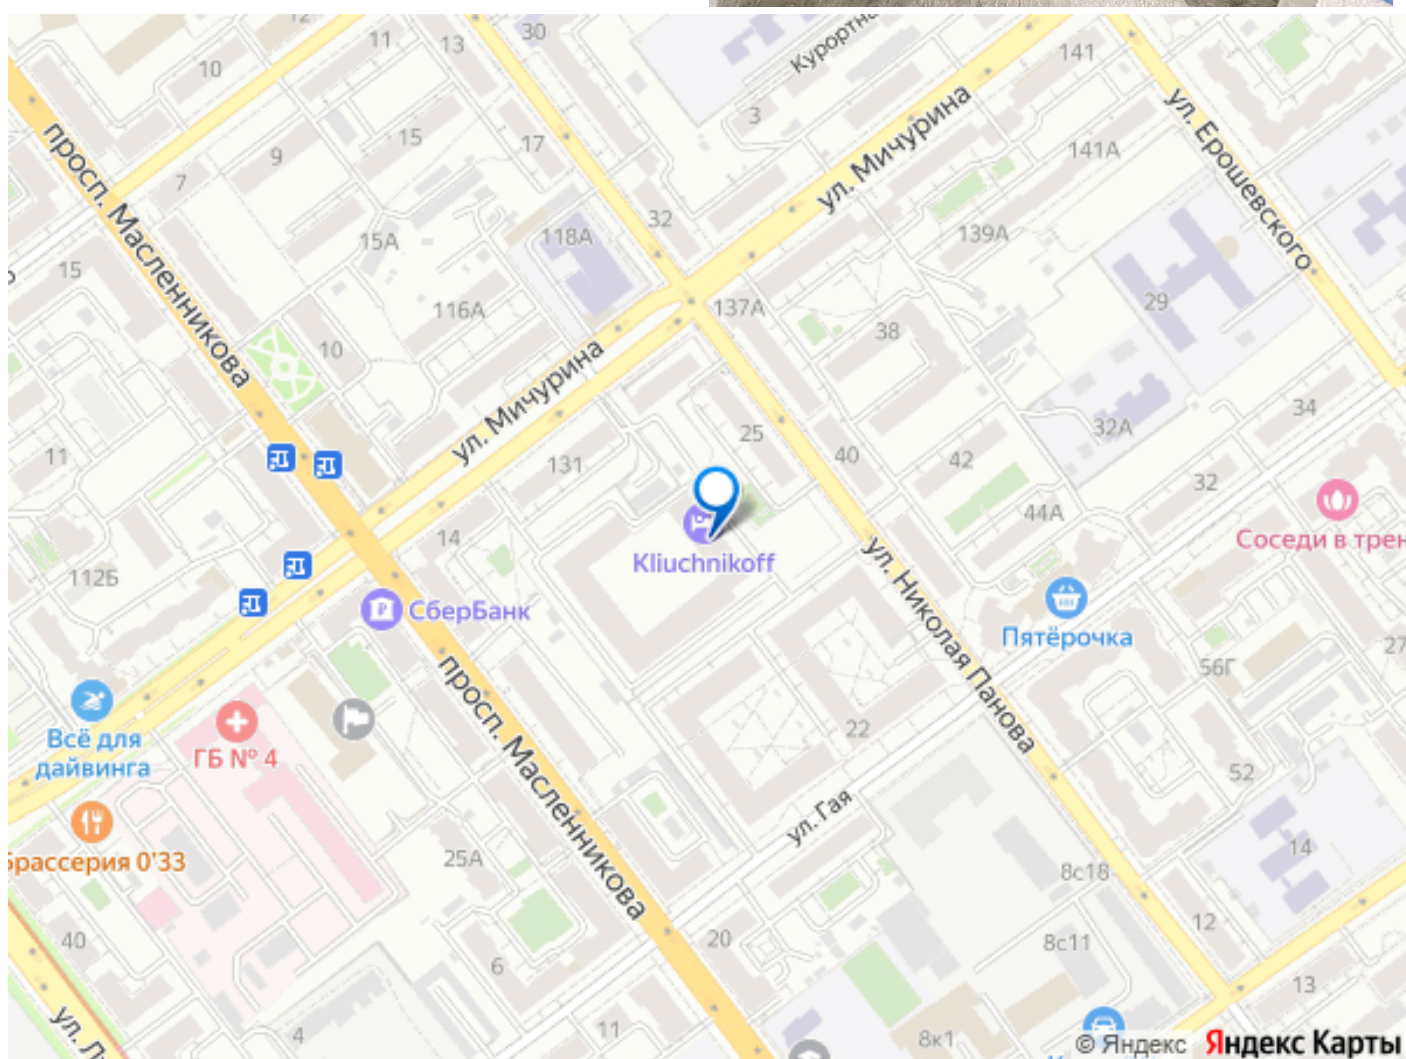 30
11
13
141
Курортн
10
3
ул. Ерошевского
просп. Масленникова
15
17
141А
ул. Мичурина
9
7
32
15А
118А
139А
15
29
116А
137А
38
10
ул. Мичурина
34
25
32А
11
131
40
42
32
44А
Соседи в трен
14
Kliuchnikoff
112Б
ул. Николая Панова
СберБанк
Пятёрочка
27
56Г
просп. Масленникова
Всё для
дайвинга
ГБ № 4
22
52
ул. Гая
Брассерия 0'33
25А
14
8с18
12
40
20
8с11
6
13
ул. Л
4
11
8к1
© Яндекс
Яндекс Карты